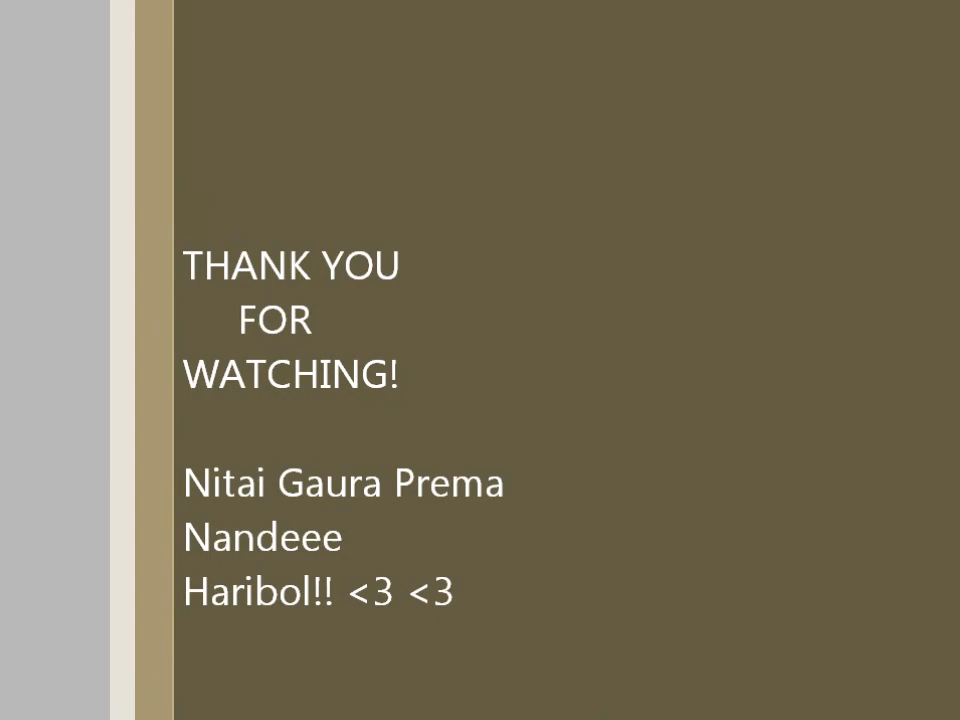 THANK YOU
FOR
WATCHING!
Nitai Gaura Prema
Nandeee
Haribol!! <3 <3